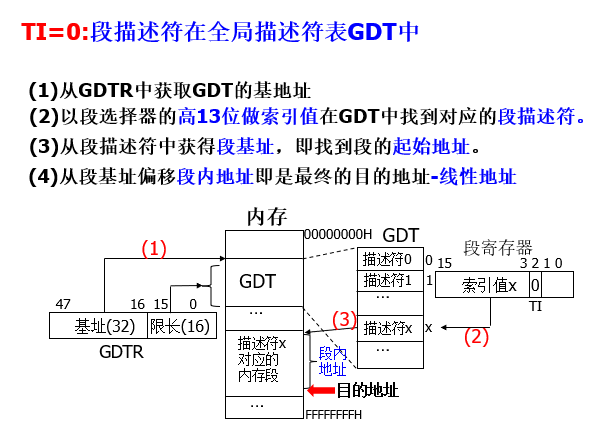 TI=0:段描述符在全局描述符表GDT中
(1)从GDTR中获取GDT的基地址
(2)以段选择器的高13位做索引值在GDT中找到对应的段描述符。
(3)从段描述符中获得段基址，即找到段的起始地址。
(4)从段基址偏移段内地址即是最终的目的地址-线性地址
内存
00000000H
GDT
段寄存器
(1)
描述符0
0
15
3 2 1 0
GDT
描述符1
1
索引值x
0
…
TI
47
16
15
0
…
(3)
描述符x
x
(2)
基址(32)
限长(16)
GDTR
描述符x
对应的
内存段
段内
地址
…
目的地址
…
FFFFFFFFH